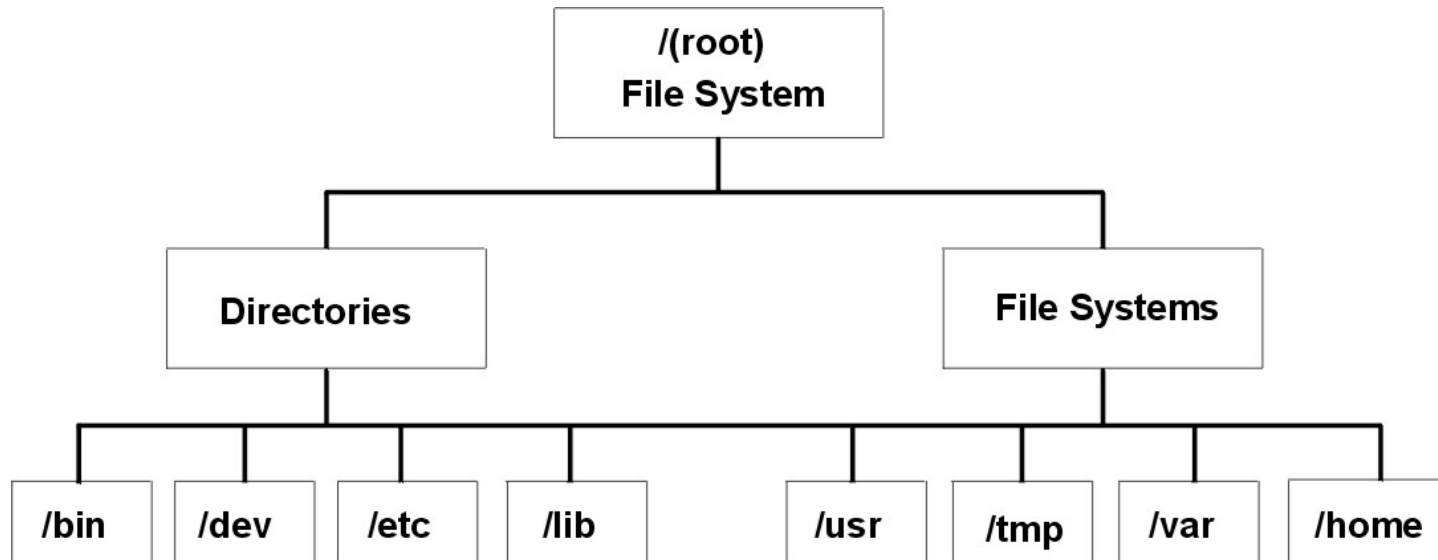 /(root)
File System
Directories
File Systems
/bin
/dev
/etc
/lib
/usr
/tmp
/var
/home